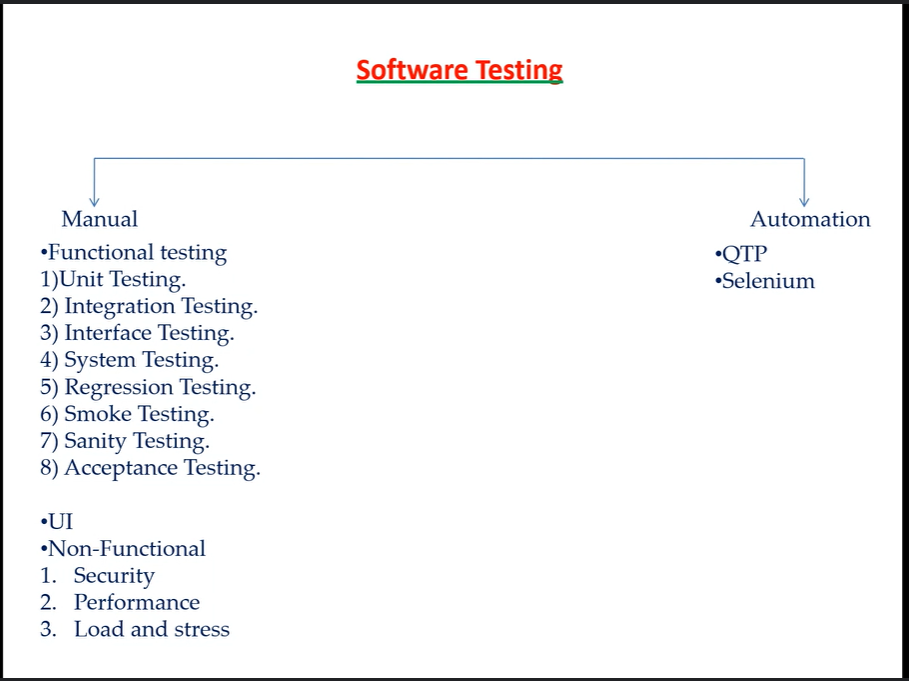 Software Testing
Manual
•Functional testing
1)Unit Testing.
2) Integration Testing.
3) Interface Testing.
4) System Testing.
5) Regression Testing.
6) Smoke Testing.
7) Sanity Testing.
8) Acceptance Testing.
•UI
•Non-Functional
1. Security
2. Performance
3. Load and stress
Automation
•QTP
•Selenium